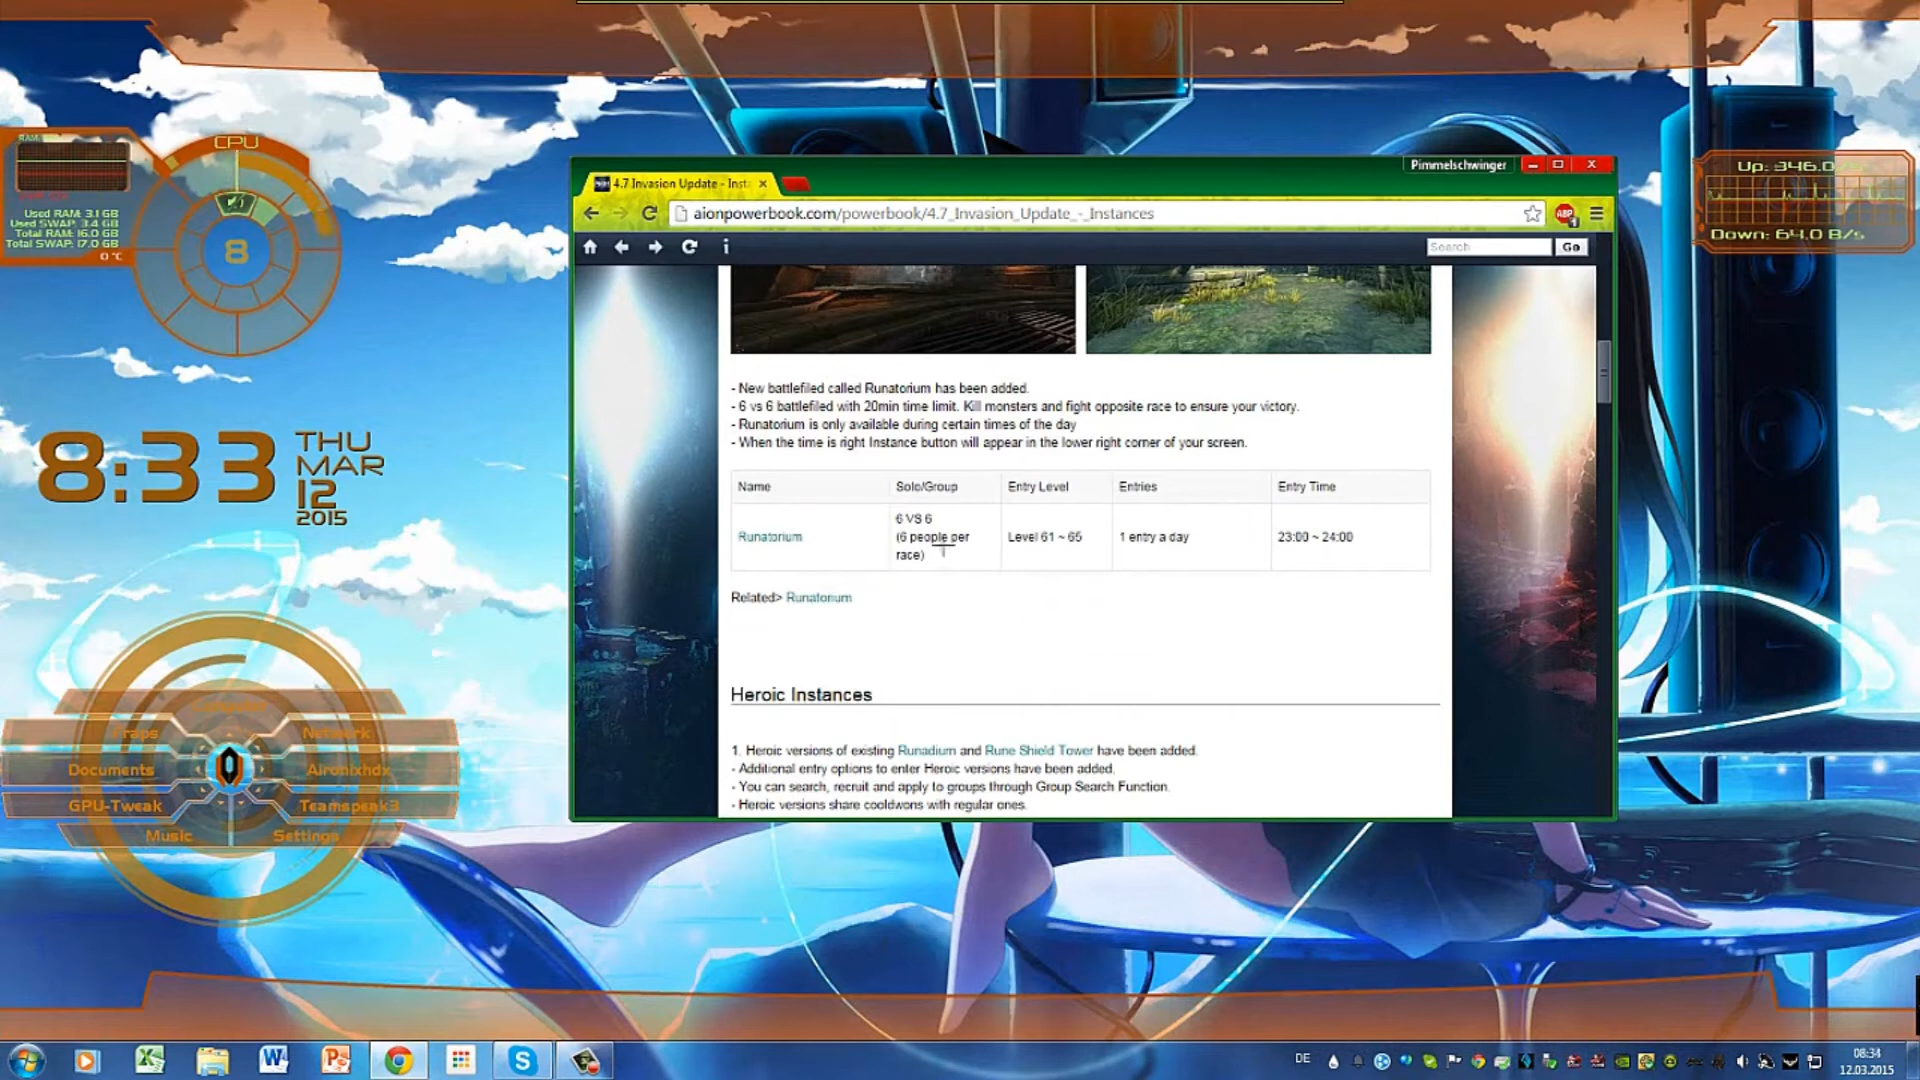 RAM:
CPU
8
Used RAM: 3.1 GB
Used SWAP: 3.4 GB
Total RAM: 16.0 GB
Total SWAP: 17.0 GB
0 °C
8:33
THU
MAR
12
2015
Fraps
Network
Documents
Aironixhdx
GPU-Tweak
Teamspeak3
Music
Settings
Pimmelschwinger
4.7 Invasion Update - Inst
aionpowerbook.com/powerbook/4.7_Invasion_Update_-_Instances
ABP
Search
Go
- New battlefiled called Runatorium has been added.
- 6 vs 6 battlefiled with 20min time limit. Kill monsters and fight opposite race to ensure your victory.
- Runatorium is only available during certain times of the day
- When the time is right Instance button will appear in the lower right corner of your screen.
Name Solo/Group Entry Level Entries Entry Time
6 VS 6
Runatorium (6 people per Level 61 ~ 65 1 entry a day 23:00 ~ 24:00
race)
Related> Runatorium
Heroic Instances
1. Heroic versions of existing Runadium and Rune Shield Tower have been added.
- Additional entry options to enter Heroic versions have been added.
- You can search, recruit and apply to groups through Group Search Function.
- Heroic versions share cooldwons with regular ones.
Up: 346.0
Down: 64.0 B/s
DE
08:34
12.03.2015